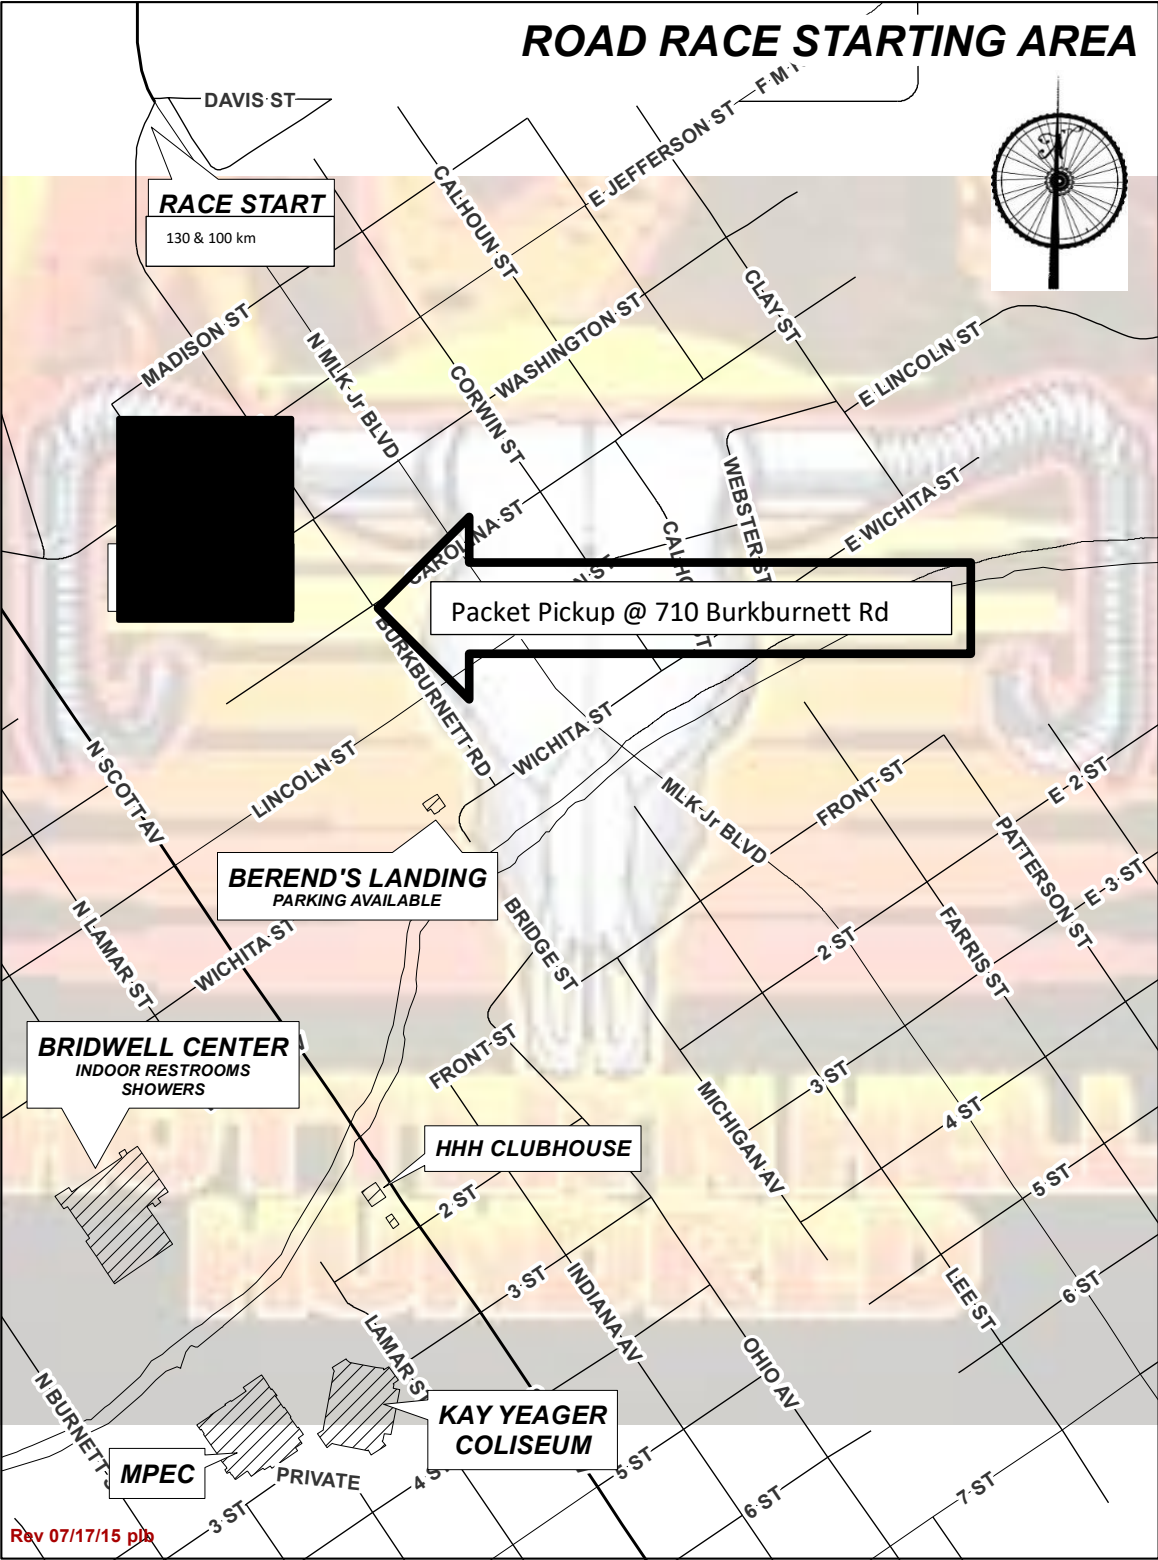 ROAD RACE STARTING AREA
DAVIS ST
F M
E JEFFERSON ST
RACE START
130 & 100 km
CALHOUN ST
CLAY ST
MADISON ST
N MLK Jr BLVD
WASHINGTON ST
CORWIN ST
E LINCOLN ST
WEBSTER ST
E WICHITA ST
CAROLINA ST
Packet Pickup @ 710 Burkburnett Rd
BURKBURNETT RD
WICHITA ST
N SCOTT AV
LINCOLN ST
MLK Jr BLVD
FRONT ST
E 2 ST
PATTERSON ST
E 3 ST
BEREND'S LANDING
PARKING AVAILABLE
N LAMAR ST
WICHITA ST
BRIDGE ST
2 ST
FARRIS ST
BRIDWELL CENTER
INDOOR RESTROOMS
SHOWERS
FRONT ST
3 ST
MICHIGAN AV
4 ST
HHH CLUBHOUSE
2 ST
5 ST
3 ST
INDIANA AV
LEE ST
6 ST
LAMAR S
OHIO AV
N BURNETT S
KAY YEAGER
COLISEUM
MPEC
PRIVATE
4 S
5 ST
6 ST
7 ST
3 ST
Rev 07/17/15 plb